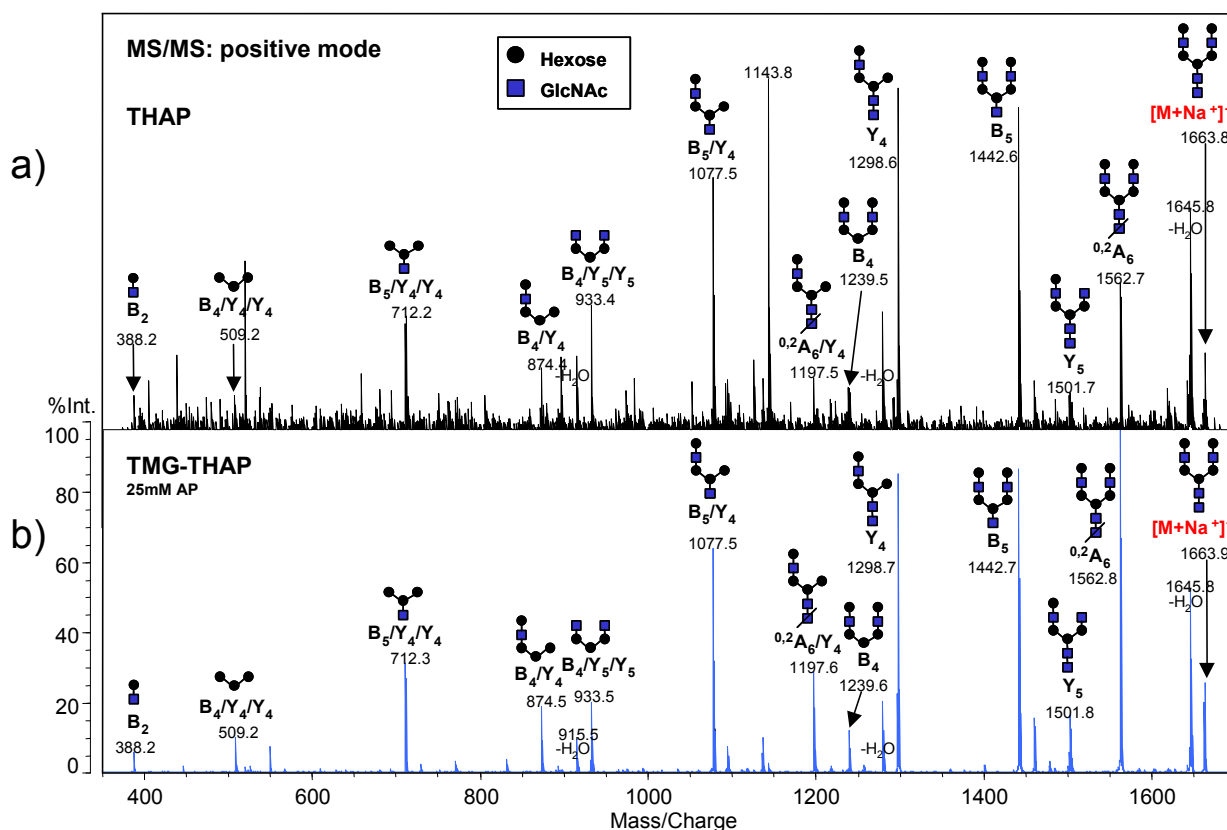 MS/MS: positive mode
THAP
a)
Hexose
GlcNAc
B2
388.2
B4/Y4/Y4
509.2
B5/Y4/Y4
712.2
B4/Y4
874.4
-H2O
B4/Y5/Y5
933.4
B5/Y4
1077.5
1143.8
0,2A6/Y4
1197.5
B4
1239.5
-H2O
Y4
1298.6
B5
1442.6
Y5
1501.7
0,2A6
1562.7
1645.8
-H2O
[M+Na+]+
1663.8
%Int.
TMG-THAP
25mM AP
b)
100
80
60
40
20
0
B2
388.2
B4/Y4/Y4
509.2
B5/Y4/Y4
712.3
B4/Y4
874.5
915.5
-H2O
B4/Y5/Y5
933.5
B5/Y4
1077.5
0,2A6/Y4
1197.6
B4
1239.6
-H2O
Y4
1298.7
B5
1442.7
Y5
1501.8
0,2A6
1562.8
1645.8
-H2O
[M+Na+]+
1663.9
400 600 800 1000 1200 1400 1600
Mass/Charge